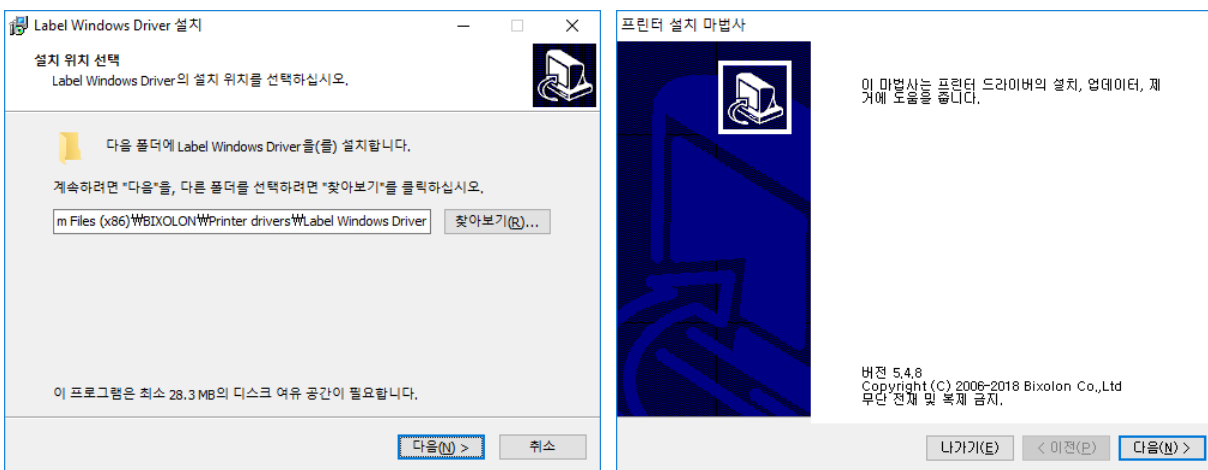 Label Windows Driver 설치
설치 위치 선택
Label Windows Driver의 설치 위치를 선택하십시오.
다음 폴더에 Label Windows Driver을(를) 설치합니다.
계속하려면 "다음"을, 다른 폴더를 선택하려면 "찾아보기"를 클릭하십시오.
m Files (x86)₩BIXOLON₩Printer drivers₩Label Windows Driver
찾아보기(R)...
이 프로그램은 최소 28.3 MB의 디스크 여유 공간이 필요합니다.
다음(N) >
취소
프린터 설치 마법사
이 마법사는 프린터 드라이버의 설치, 업데이터, 제
거에 도움을 줍니다.
버전 5.4.8
Copyright (C) 2006-2018 Bixolon Co.,Ltd
무단 전재 및 복제 금지.
나가기(E)
< 이전(P)
다음(N) >